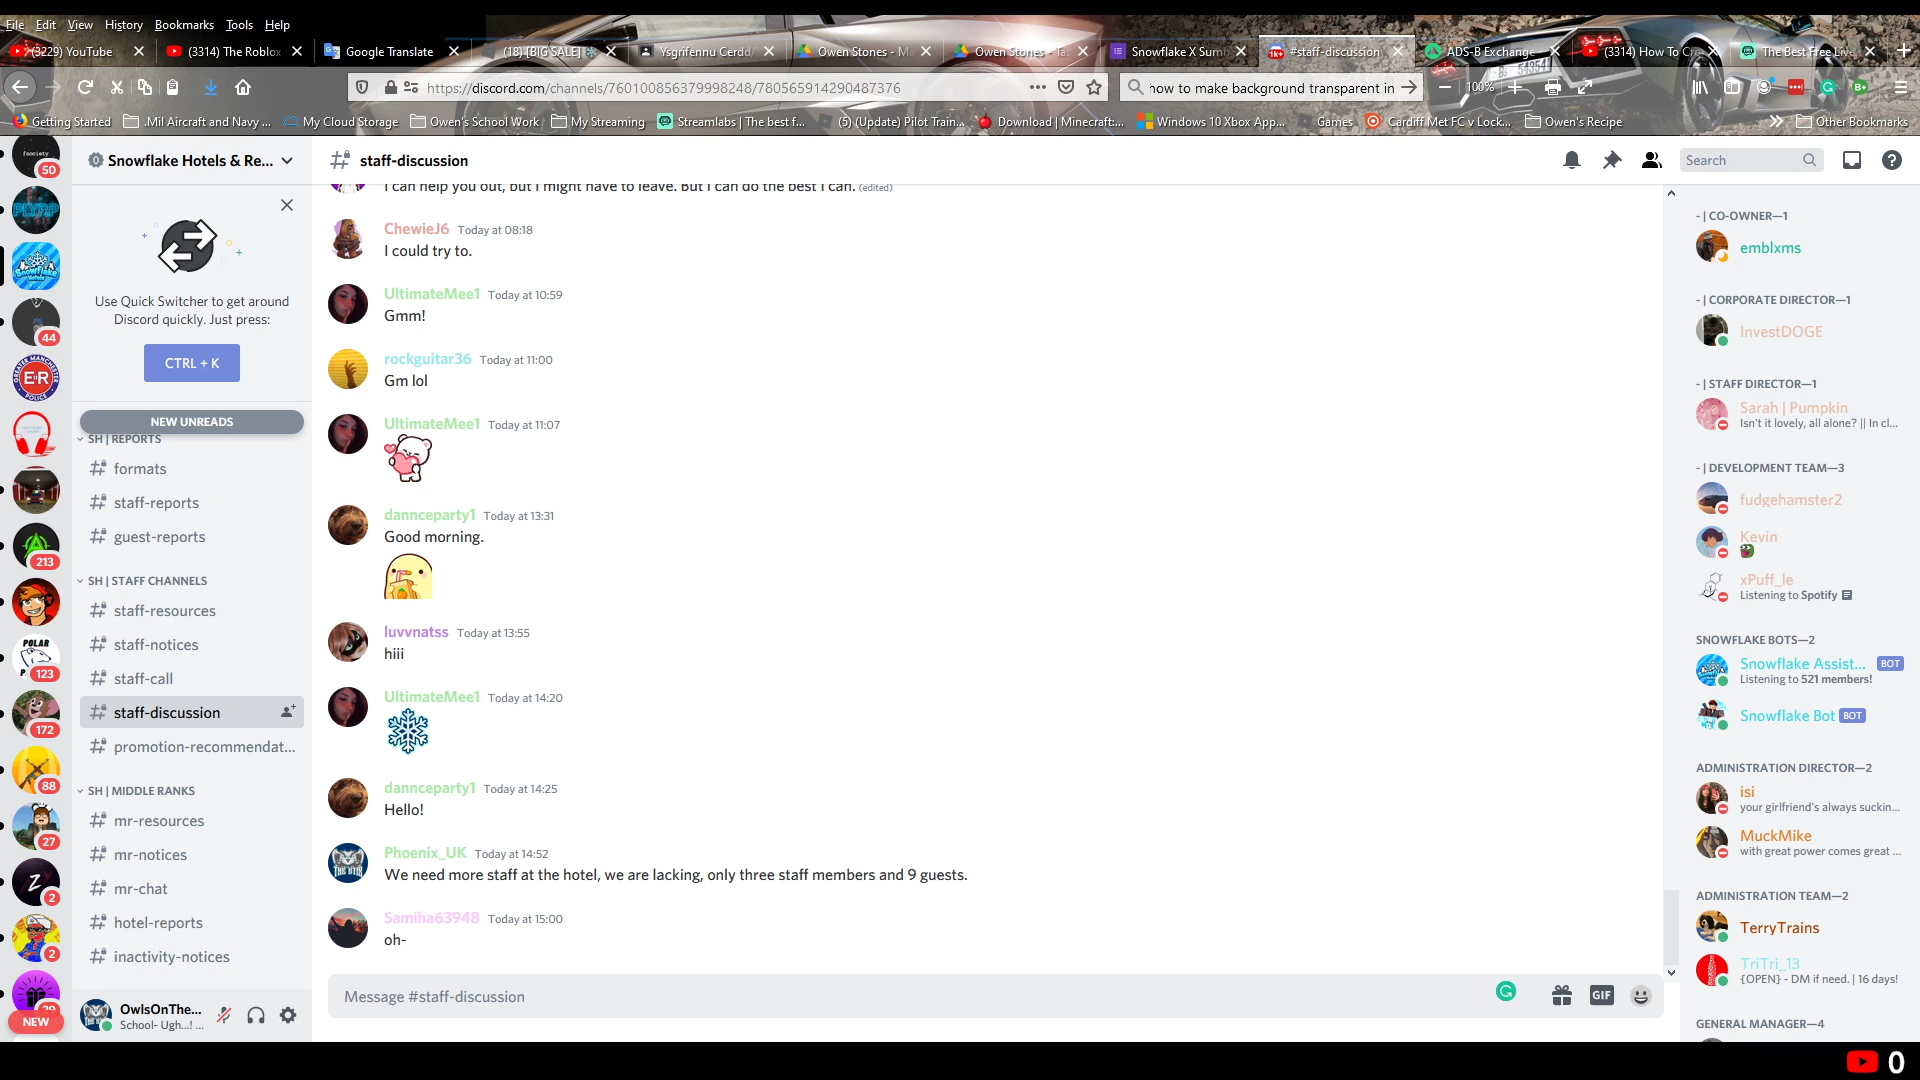 File Edit View History Bookmarks Tools Help
(3229) YouTube
(3314) The Roblox
Google Translate
(18) [BIG SALE]
Ysgrifennu Cerdd
Owen Stones - M
Owen Stones - Tas
Snowflake X Sum
#staff-discussion
ADS-B Exchange
(3314) How To Cre
The Best Free Live
https://discord.com/channels/760100856379998248/780565914290487376
how to make background transparent in
100%
Getting Started
.Mil Aircraft and Navy ...
My Cloud Storage
Owen's School Work
My Streaming
Streamlabs | The best f...
(5) (Update) Pilot Train...
Download | Minecraft:...
Windows 10 Xbox App...
Games
Cardiff Met FC v Lock...
Owen's Recipe
Other Bookmarks
fsociety
50
PLYRP
Snowflake
44
GREATER MANCHESTER
E|R
POLICE
213
POLAR
123
172
88
27
Z
2
2
29
NEW
Snowflake Hotels & Re...
Use Quick Switcher to get around
Discord quickly. Just press:
CTRL + K
NEW UNREADS
SH | REPORTS
formats
staff-reports
guest-reports
SH | STAFF CHANNELS
staff-resources
staff-notices
staff-call
staff-discussion
promotion-recommendat...
SH | MIDDLE RANKS
mr-resources
mr-notices
mr-chat
hotel-reports
inactivity-notices
OwlsOnThe...
School- Ugh...! ...
staff-discussion
Search
I can help you out, but I might have to leave. But I can do the best I can. (edited)
ChewieJ6 Today at 08:18
I could try to.
UltimateMee1 Today at 10:59
Gmm!
rockguitar36 Today at 11:00
Gm lol
UltimateMee1 Today at 11:07
dannceparty1 Today at 13:31
Good morning.
luvvnatss Today at 13:55
hiii
UltimateMee1 Today at 14:20
dannceparty1 Today at 14:25
Hello!
Phoenix_UK Today at 14:52
We need more staff at the hotel, we are lacking, only three staff members and 9 guests.
Samiha63948 Today at 15:00
oh-
Message #staff-discussion
GIF
- | CO-OWNER—1
emblxms
- | CORPORATE DIRECTOR—1
InvestDOGE
- | STAFF DIRECTOR—1
Sarah | Pumpkin
Isn't it lovely, all alone? || In cl...
- | DEVELOPMENT TEAM—3
fudgehamster2
Kevin
xPuff_le
Listening to Spotify
SNOWFLAKE BOTS—2
Snowflake Assist... BOT
Listening to 521 members!
Snowflake Bot BOT
ADMINISTRATION DIRECTOR—2
isi
your girlfriend's always suckin...
MuckMike
with great power comes great ...
ADMINISTRATION TEAM—2
TerryTrains
TriTri_13
{OPEN} - DM if need. | 16 days!
GENERAL MANAGER—4
0